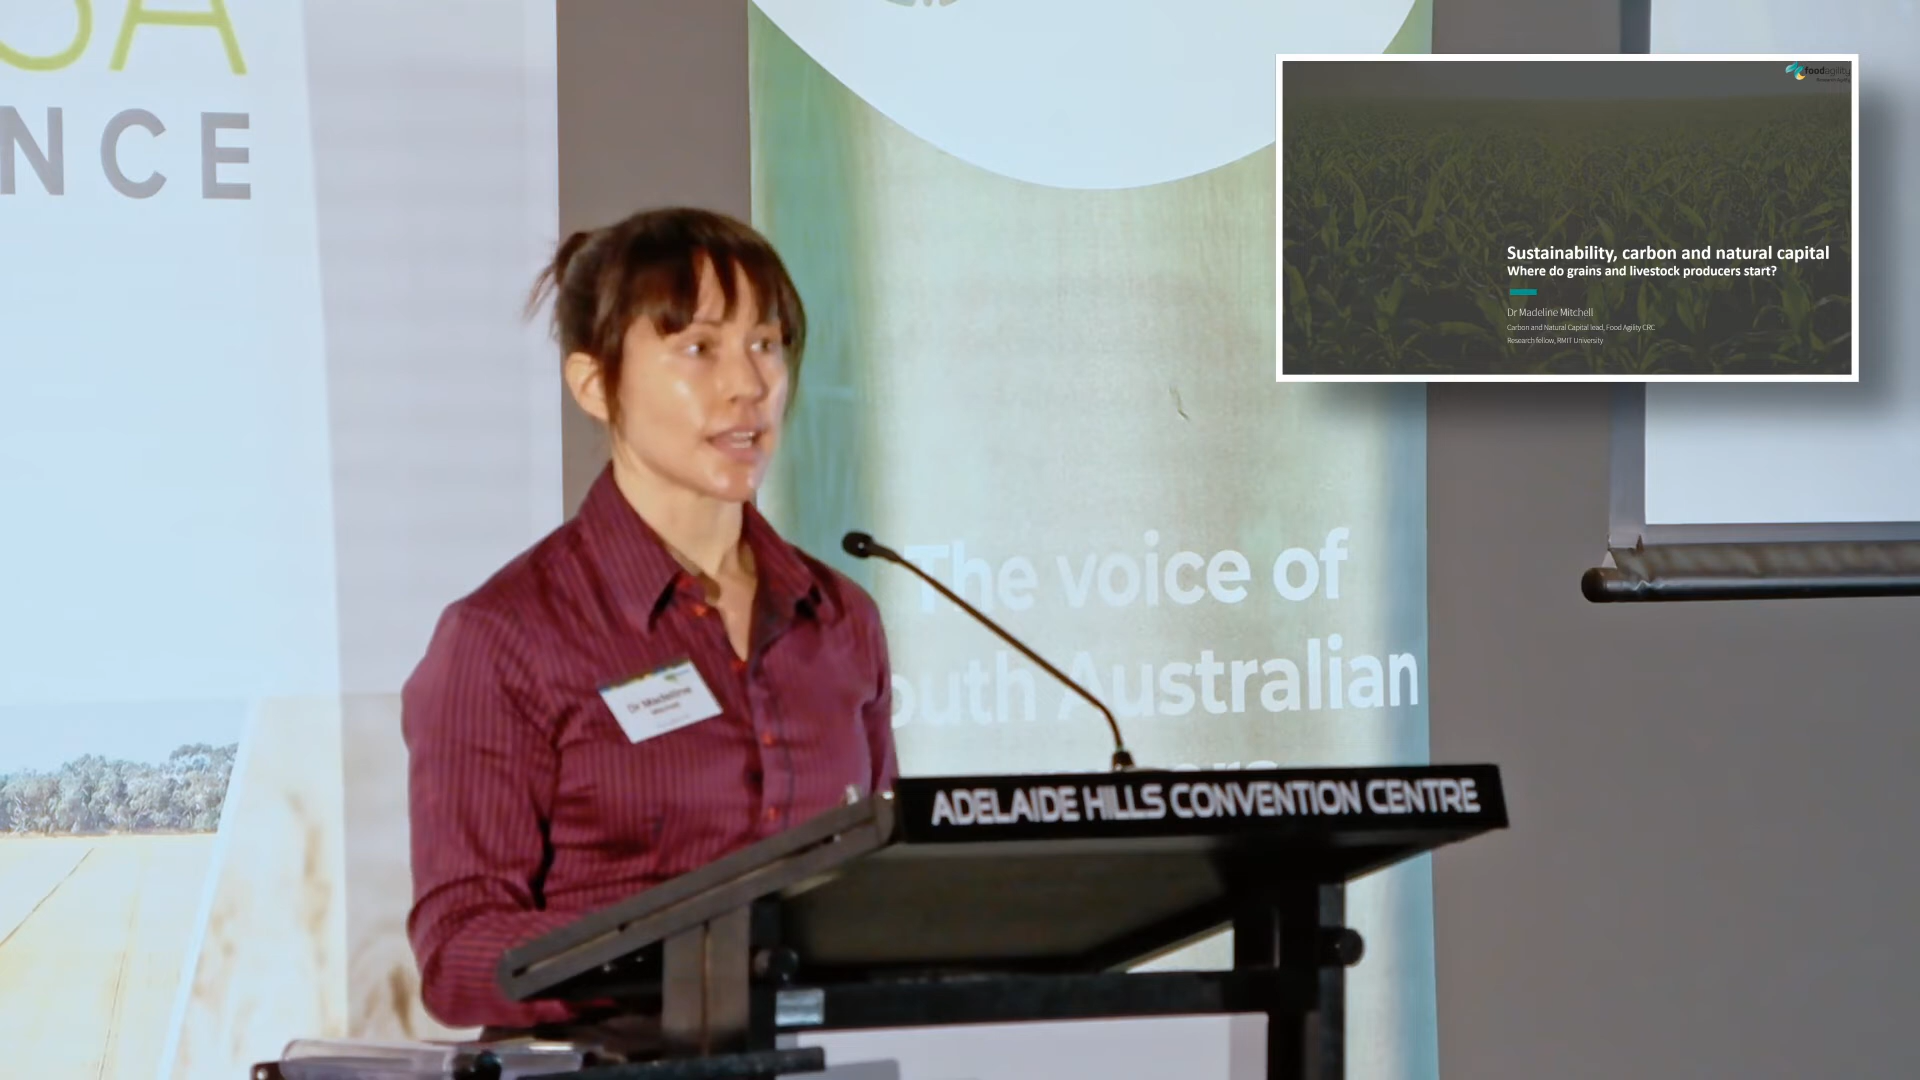 SA
NCE
The voice of
outh Australian
Dr Madeline
Mitchell
ADELAIDE HILLS CONVENTION CENTRE
foodagility
Sustainability, carbon and natural capital
Where do grains and livestock producers start?
Dr Madeline Mitchell
Carbon and Natural Capital lead, Food Agility CRC
Research fellow, RMIT University